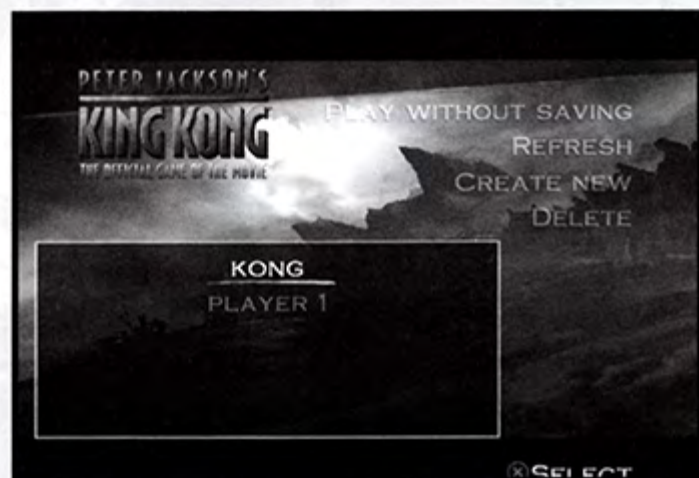 PETER JACKSON'S
KING KONG
THE OFFICIAL GAME OF THE MOVIE
PLAY WITHOUT SAVING
REFRESH
CREATE NEW
DELETE
KONG
PLAYER 1
ⓧ SELECT